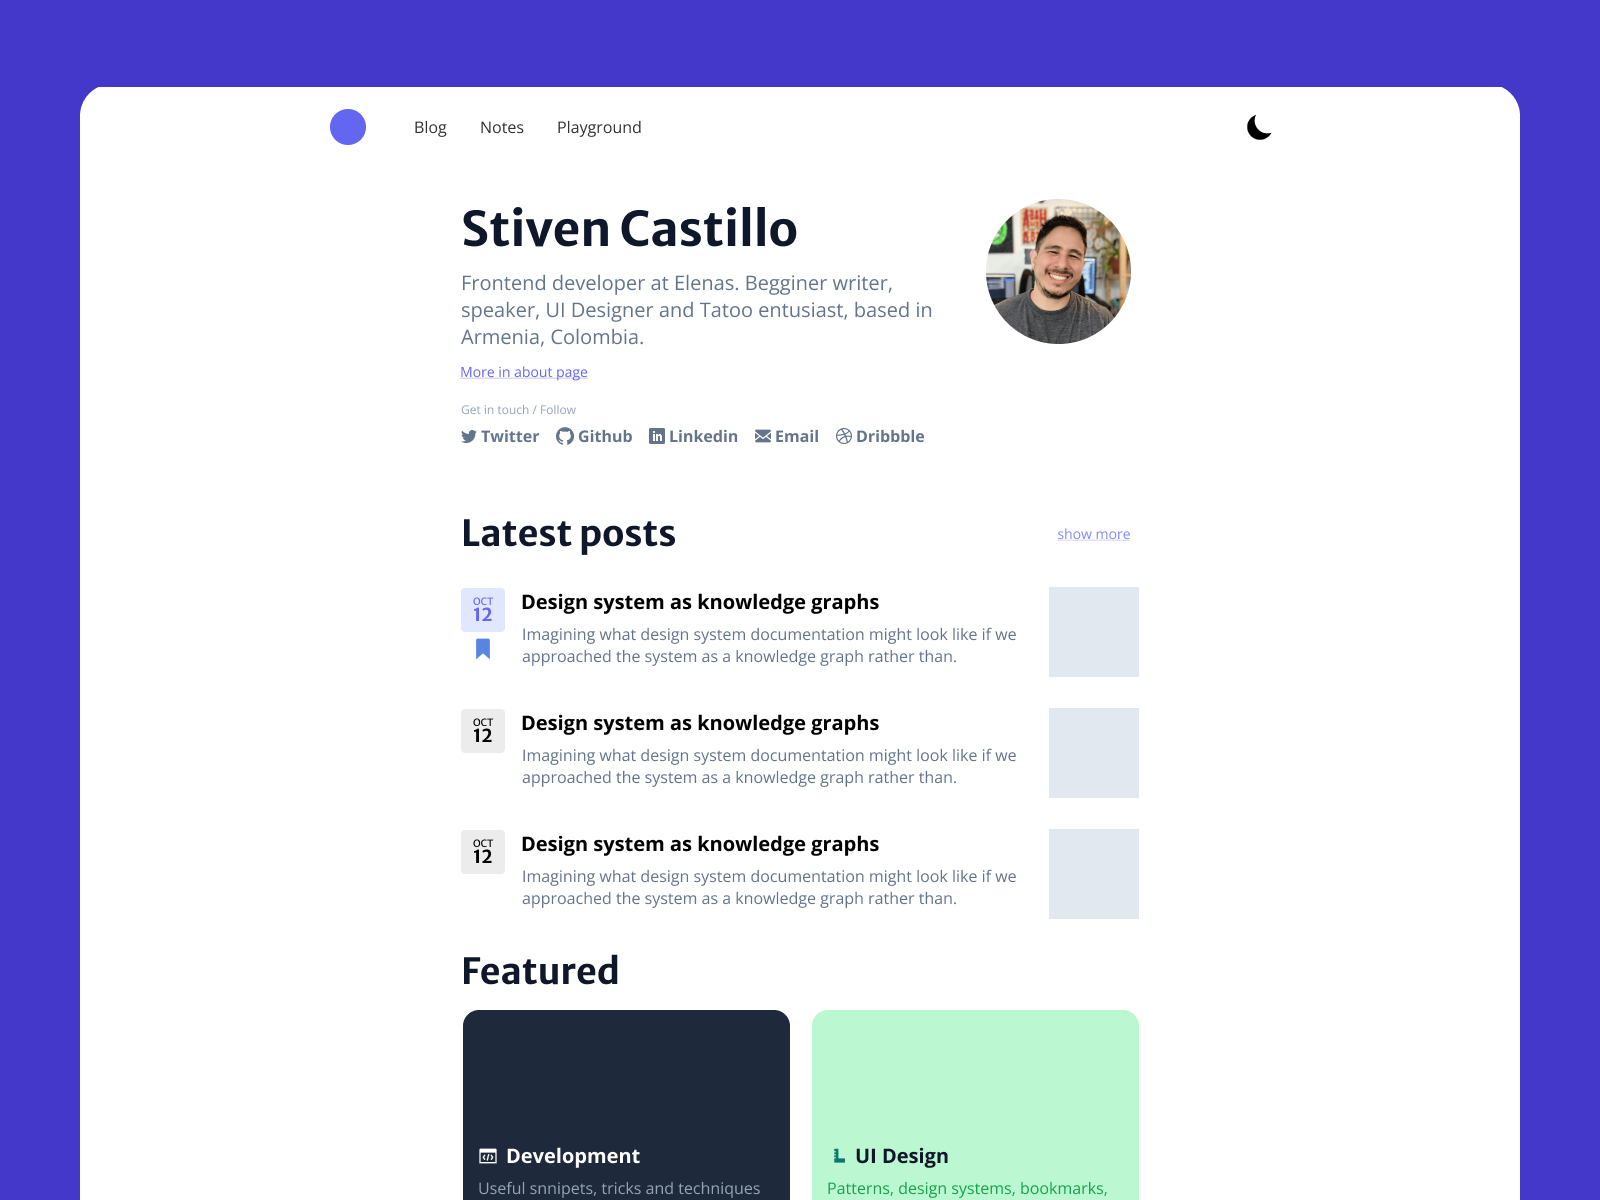 Blog Notes Playground
Stiven Castillo
Frontend developer at Elenas. Begginer writer,
speaker, UI Designer and Tatoo entusiast, based in
Armenia, Colombia.
More in about page
Get in touch / Follow
Twitter Github Linkedin Email Dribbble
Latest posts
show more
OCT
12
Design system as knowledge graphs
Imagining what design system documentation might look like if we
approached the system as a knowledge graph rather than.
OCT
12
Design system as knowledge graphs
Imagining what design system documentation might look like if we
approached the system as a knowledge graph rather than.
OCT
12
Design system as knowledge graphs
Imagining what design system documentation might look like if we
approached the system as a knowledge graph rather than.
Featured
Development
Useful snnipets, tricks and techniques
UI Design
Patterns, design systems, bookmarks,